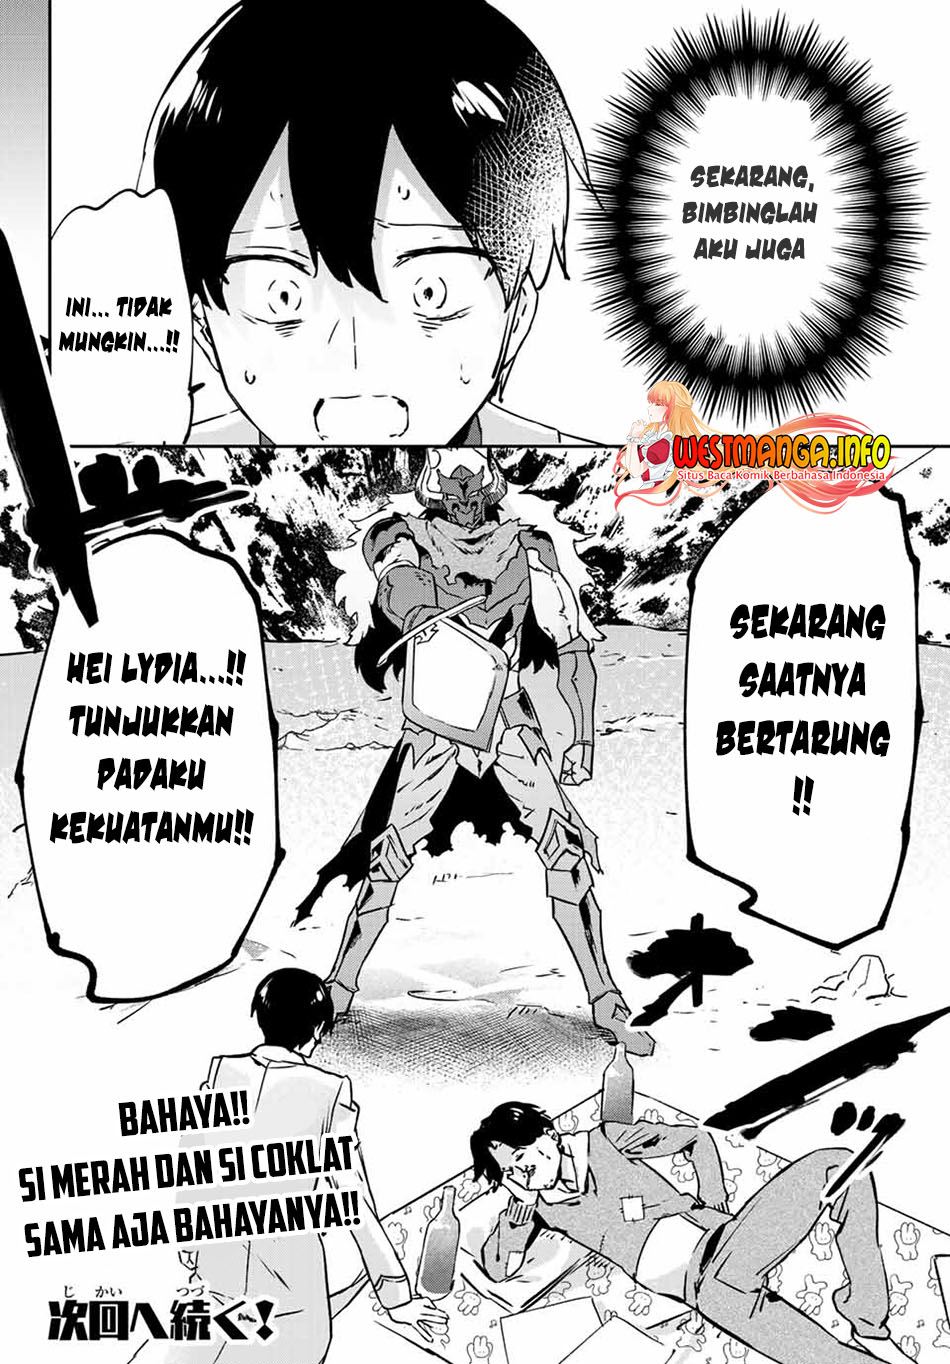 SEKARANG,
BIMBINGLAH
AKU JUGA
INI... TIDAK
MUNGKIN...!!
WESTMANGA.INFO
Situs Baca Komik Berbahasa Indonesia
SEKARANG
SAATNYA
BERTARUNG
!!
HEI LYDIA...!!
TUNJUKKAN
PADAKU
KEKUATANMU!!
BAHAYA!!
SI MERAH DAN SI COKLAT
SAMA AJA BAHAYANYA!!
じかい つづ
次回へ続く!